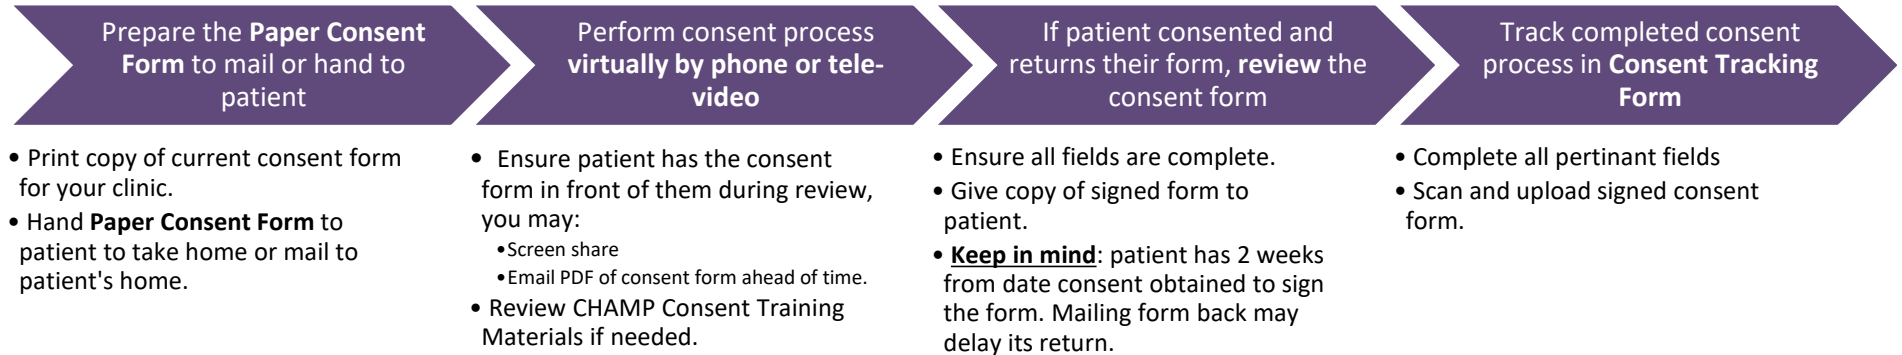 Prepare the Paper Consent
Form to mail or hand to
patient
• Print copy of current consent form
for your clinic.
• Hand Paper Consent Form to
patient to take home or mail to
patient's home.
Perform consent process
virtually by phone or tele-
video
• Ensure patient has the consent
form in front of them during review,
you may:
•Screen share
•Email PDF of consent form ahead of time.
• Review CHAMP Consent Training
Materials if needed.
If patient consented and
returns their form, review the
consent form
• Ensure all fields are complete.
• Give copy of signed form to
patient.
• Keep in mind: patient has 2 weeks
from date consent obtained to sign
the form. Mailing form back may
delay its return.
Track completed consent
process in Consent Tracking
Form
• Complete all pertinant fields
• Scan and upload signed consent
form.